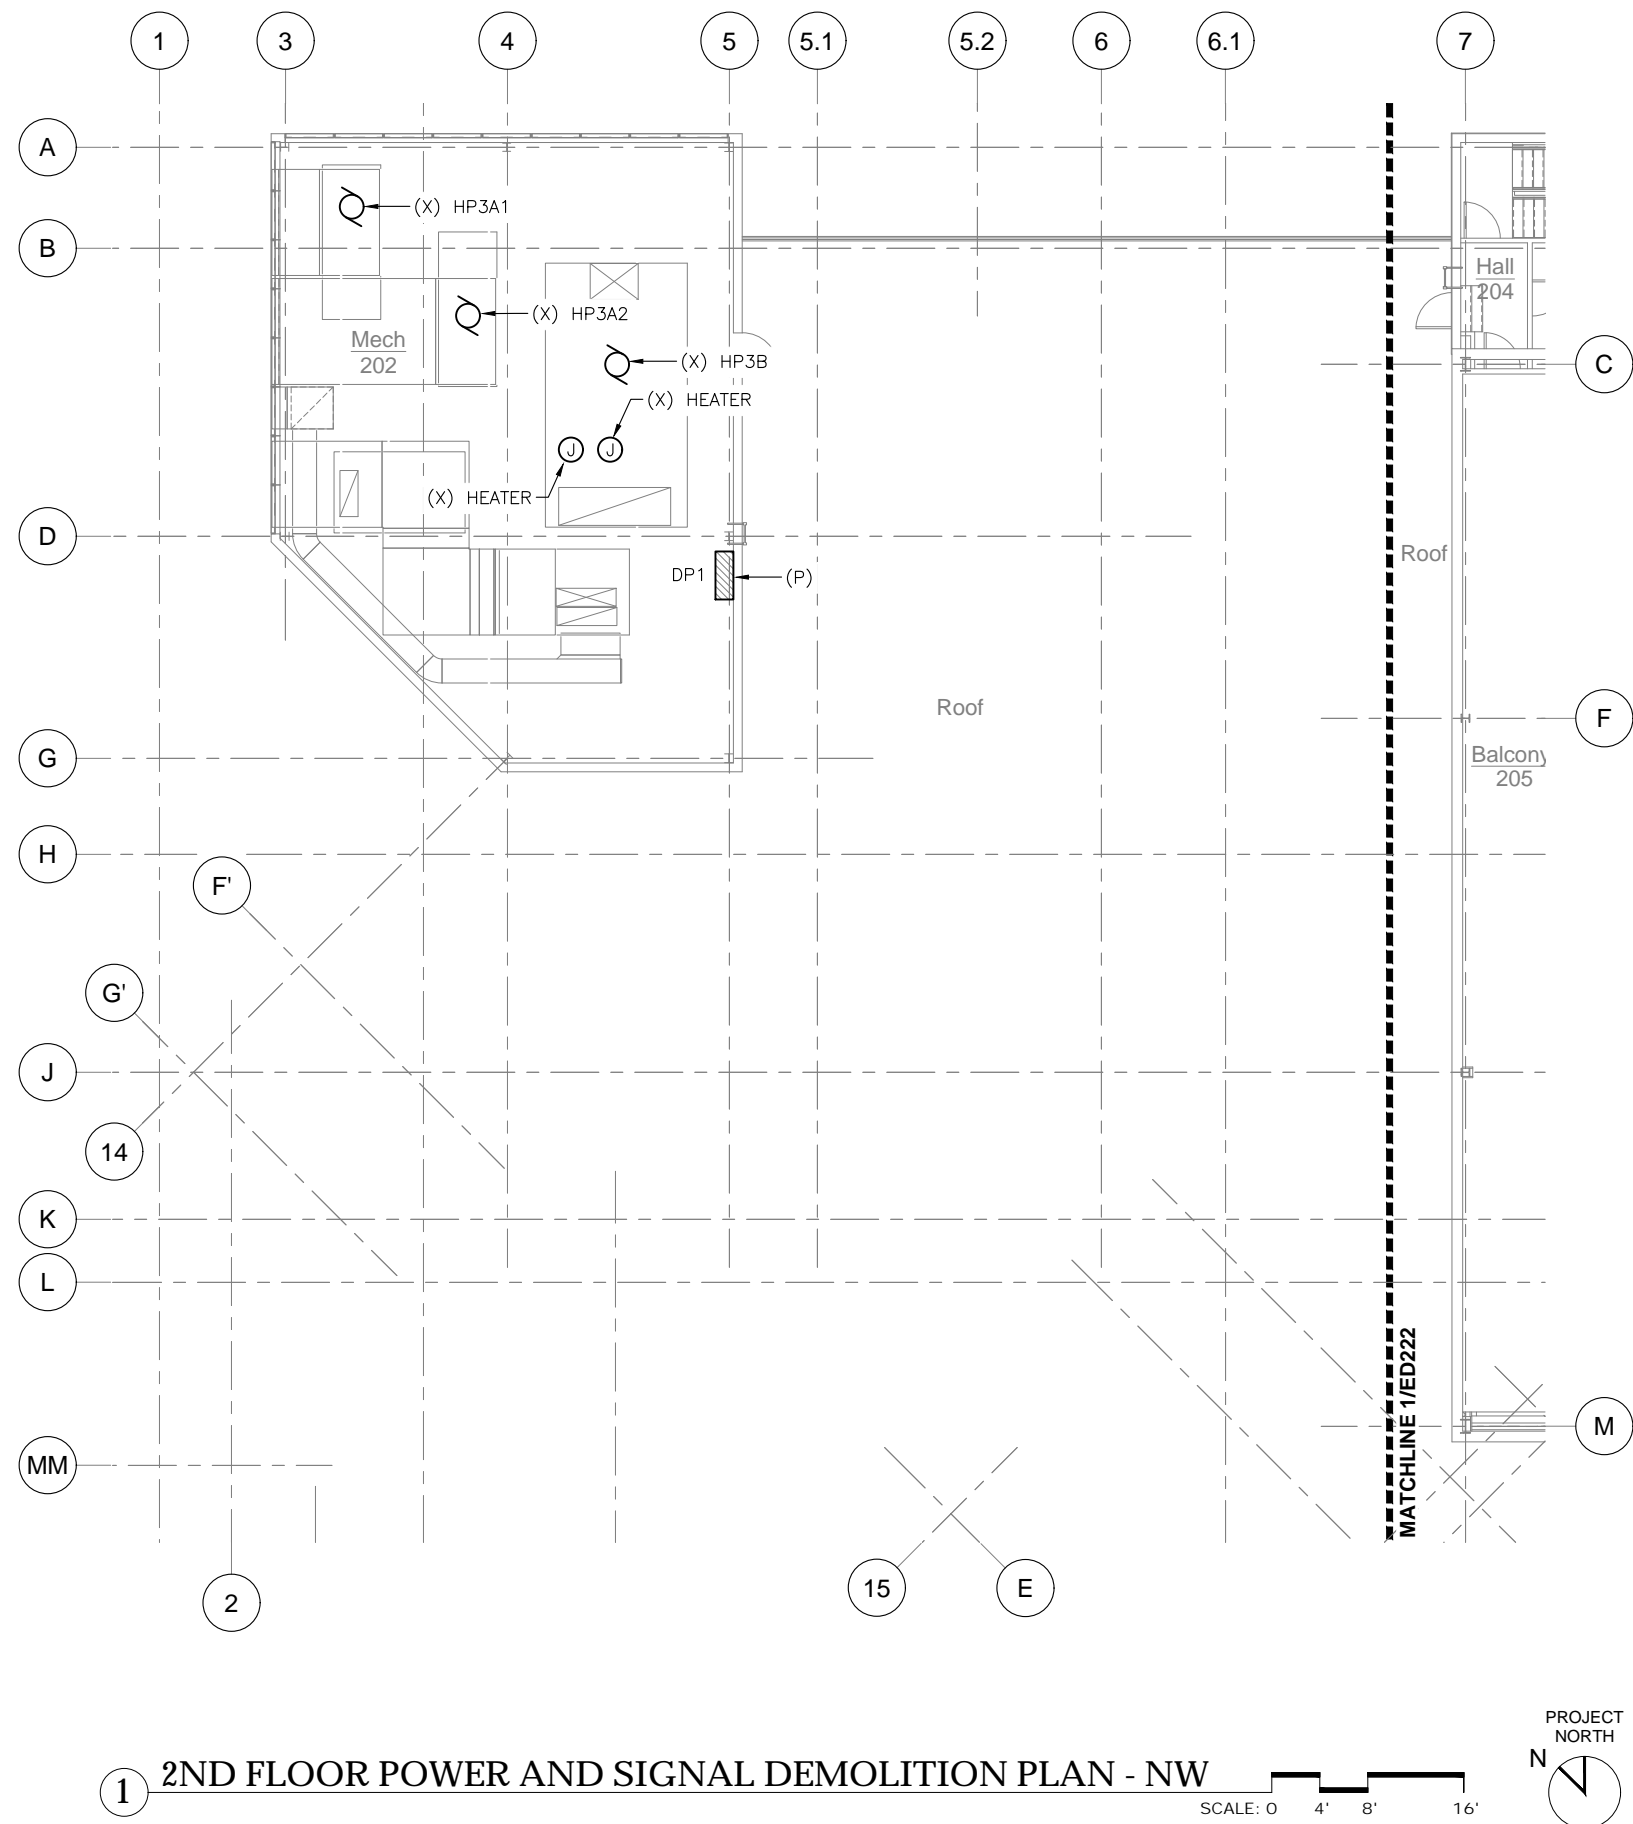 1
3
4
5
5.1
5.2
6
6.1
7
A
(X) HP3A1
B
Hall
204
(X) HP3A2
Mech
202
(X) HP3B
C
(X) HEATER
J
J
(X) HEATER
D
Roof
DP1
(P)
Roof
F
G
Balcony
205
H
F'
G'
J
14
K
L
MATCHLINE 1/ED222
M
MM
15
E
2
PROJECT
NORTH
N
1
2ND FLOOR POWER AND SIGNAL DEMOLITION PLAN - NW
SCALE: 0 4' 8' 16'